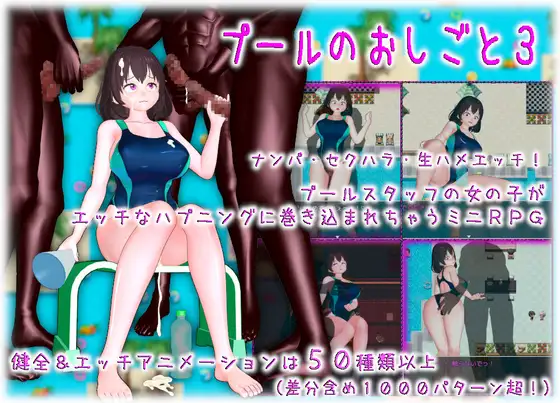 プールのおしごと３
ナンパ・セクハラ・生ハメエッチ！
プールスタッフの女の子が
エッチなハプニングに巻き込まれちゃうミニＲＰＧ
健全＆エッチアニメーションは５０種類以上
（差分含め１０００パターン超！）